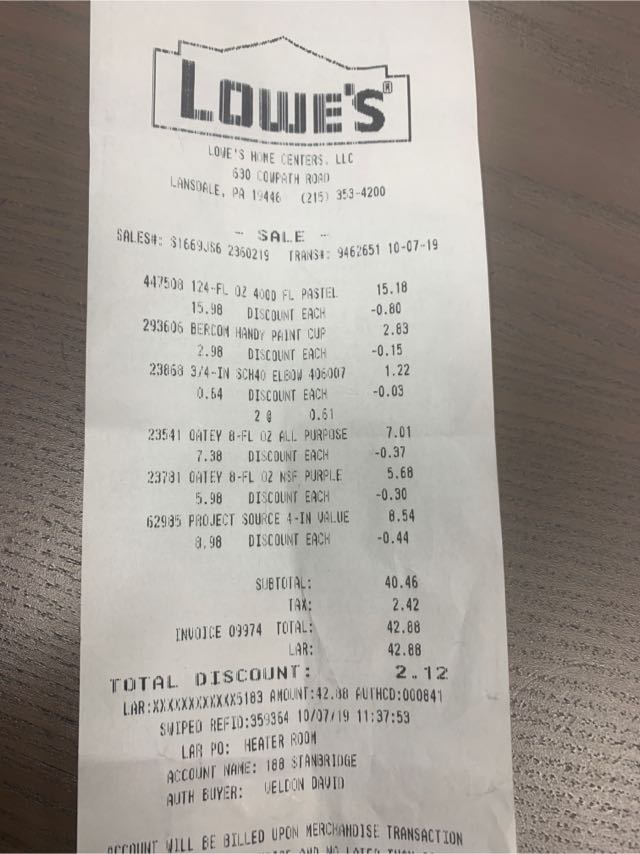 LOWE'S®
LOWE'S HOME CENTERS, LLC
630 COWPATH ROAD
LANSDALE, PA 19446 (215) 353-4200
- SALE -
SALES#: S1669JS6 2360219 TRANS#: 9462651 10-07-19
447508 124-FL OZ 4000 FL PASTEL 15.18
15.98 DISCOUNT EACH -0.80
293606 BERCOM HANDY PAINT CUP 2.83
2.98 DISCOUNT EACH -0.15
23868 3/4-IN SCH40 ELBOW 406007 1.22
0.64 DISCOUNT EACH -0.03
2 @ 0.61
23541 OATEY 8-FL OZ ALL PURPOSE 7.01
7.38 DISCOUNT EACH -0.37
23781 OATEY 8-FL OZ NSF PURPLE 5.68
5.98 DISCOUNT EACH -0.30
62985 PROJECT SOURCE 4-IN VALUE 8.54
8.98 DISCOUNT EACH -0.44
SUBTOTAL: 40.46
TAX: 2.42
INVOICE 09974 TOTAL: 42.88
LAR: 42.88
TOTAL DISCOUNT: 2.12
LAR:XXXXXXXXXXXX5183 AMOUNT:42.88 AUTHCD:000841
SWIPED REFID:359364 10/07/19 11:37:53
LAR PO: HEATER ROOM
ACCOUNT NAME: 188 STANBRIDGE
AUTH BUYER: WELDON DAVID
ACCOUNT WILL BE BILLED UPON MERCHANDISE TRANSACTION
AND NO LATER THAN